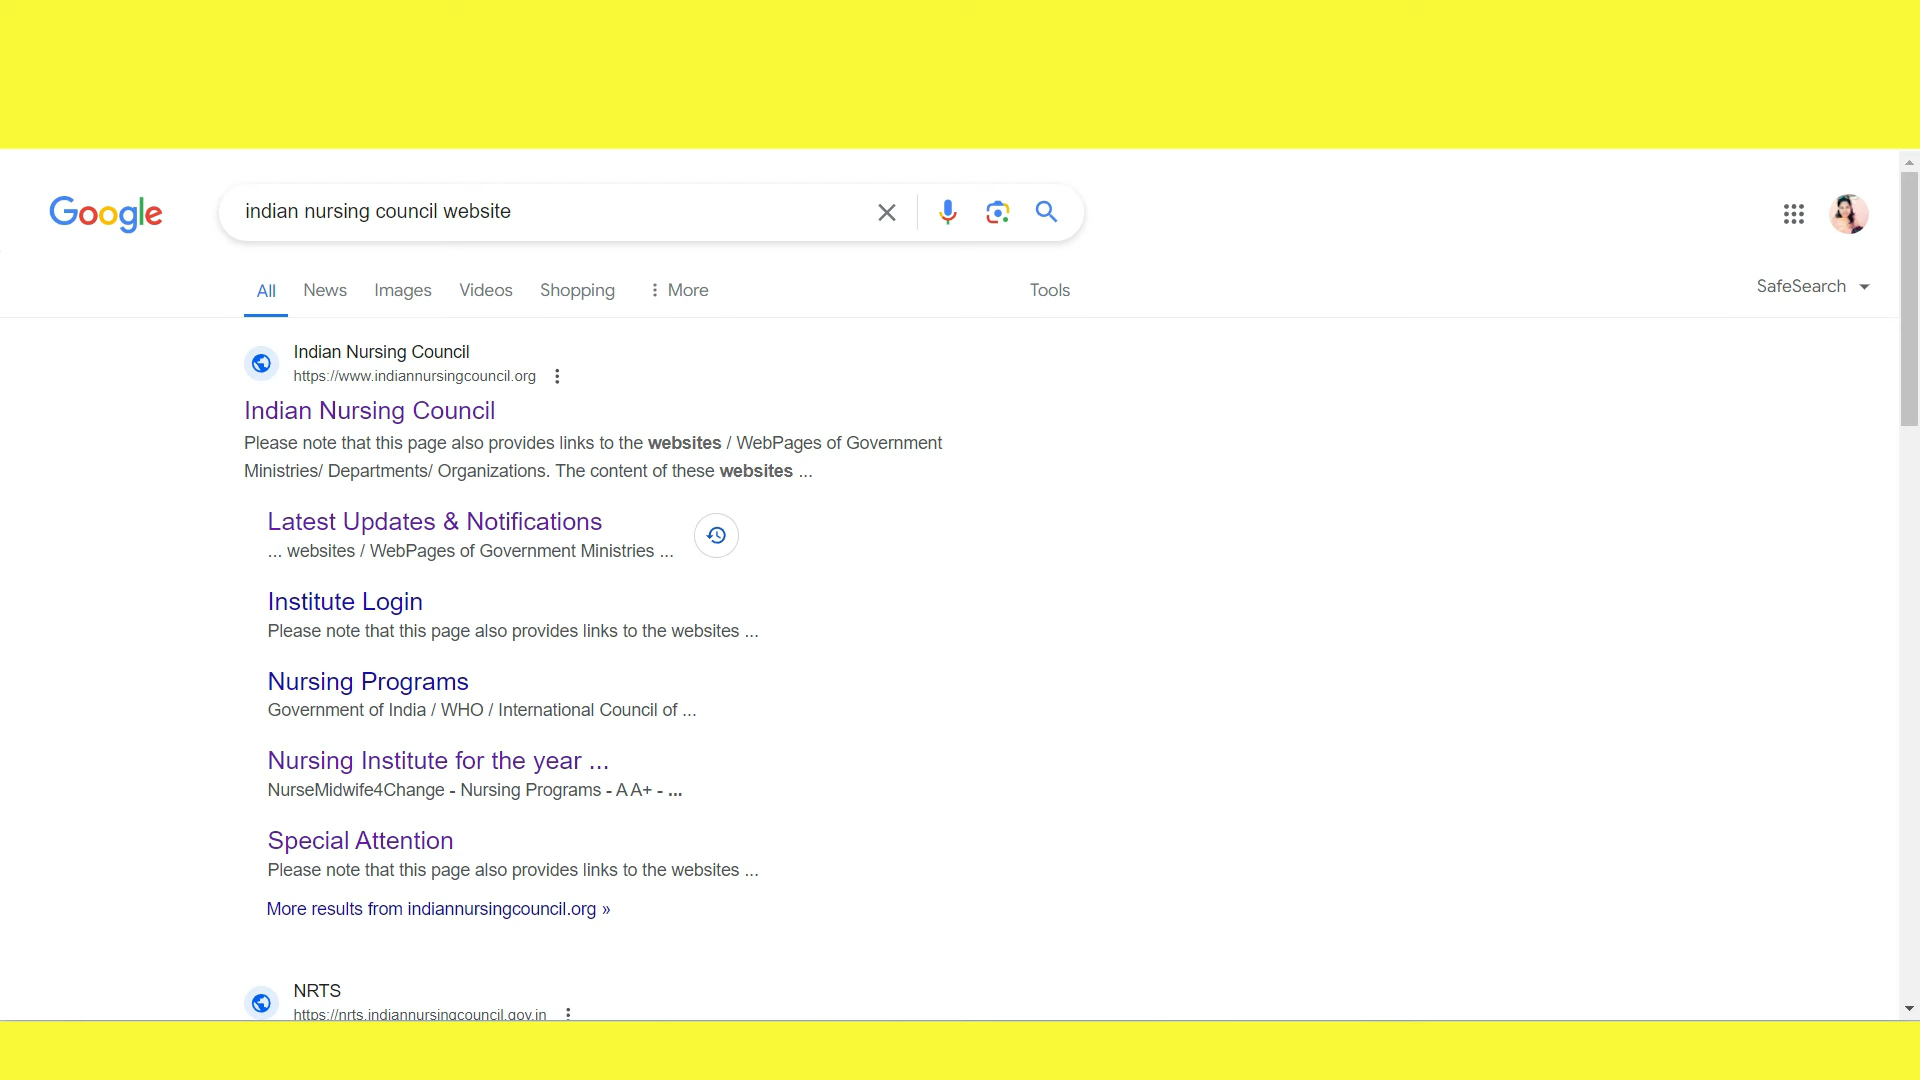 Google
indian nursing council website
All News Images Videos Shopping More Tools
SafeSearch
Indian Nursing Council
https://www.indiannursingcouncil.org
Indian Nursing Council
Please note that this page also provides links to the websites / WebPages of Government
Ministries/ Departments/ Organizations. The content of these websites ...
Latest Updates & Notifications
... websites / WebPages of Government Ministries ...
Institute Login
Please note that this page also provides links to the websites ...
Nursing Programs
Government of India / WHO / International Council of ...
Nursing Institute for the year ...
NurseMidwife4Change - Nursing Programs - A A+ - ...
Special Attention
Please note that this page also provides links to the websites ...
More results from indiannursingcouncil.org »
NRTS
https://nrts.indiannursingcouncil.gov.in